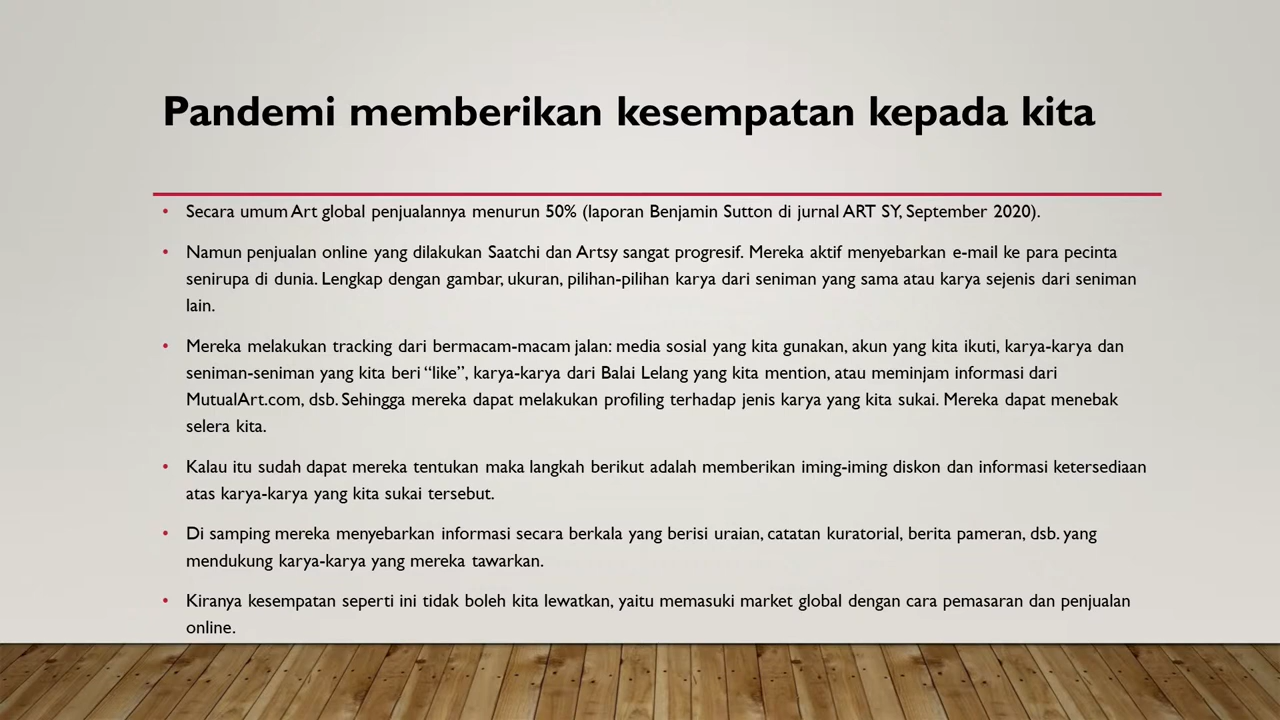 Pandemi memberikan kesempatan kepada kita
• Secara umum Art global penjualannya menurun 50% (laporan Benjamin Sutton di jurnal ART SY, September 2020).
• Namun penjualan online yang dilakukan Saatchi dan Artsy sangat progresif. Mereka aktif menyebarkan e-mail ke para pecinta
senirupa di dunia. Lengkap dengan gambar, ukuran, pilihan-pilihan karya dari seniman yang sama atau karya sejenis dari seniman
lain.
• Mereka melakukan tracking dari bermacam-macam jalan: media sosial yang kita gunakan, akun yang kita ikuti, karya-karya dan
seniman-seniman yang kita beri “like”, karya-karya dari Balai Lelang yang kita mention, atau meminjam informasi dari
MutualArt.com, dsb. Sehingga mereka dapat melakukan profiling terhadap jenis karya yang kita sukai. Mereka dapat menebak
selera kita.
• Kalau itu sudah dapat mereka tentukan maka langkah berikut adalah memberikan iming-iming diskon dan informasi ketersediaan
atas karya-karya yang kita sukai tersebut.
• Di samping mereka menyebarkan informasi secara berkala yang berisi uraian, catatan kuratorial, berita pameran, dsb. yang
mendukung karya-karya yang mereka tawarkan.
• Kiranya kesempatan seperti ini tidak boleh kita lewatkan, yaitu memasuki market global dengan cara pemasaran dan penjualan
online.